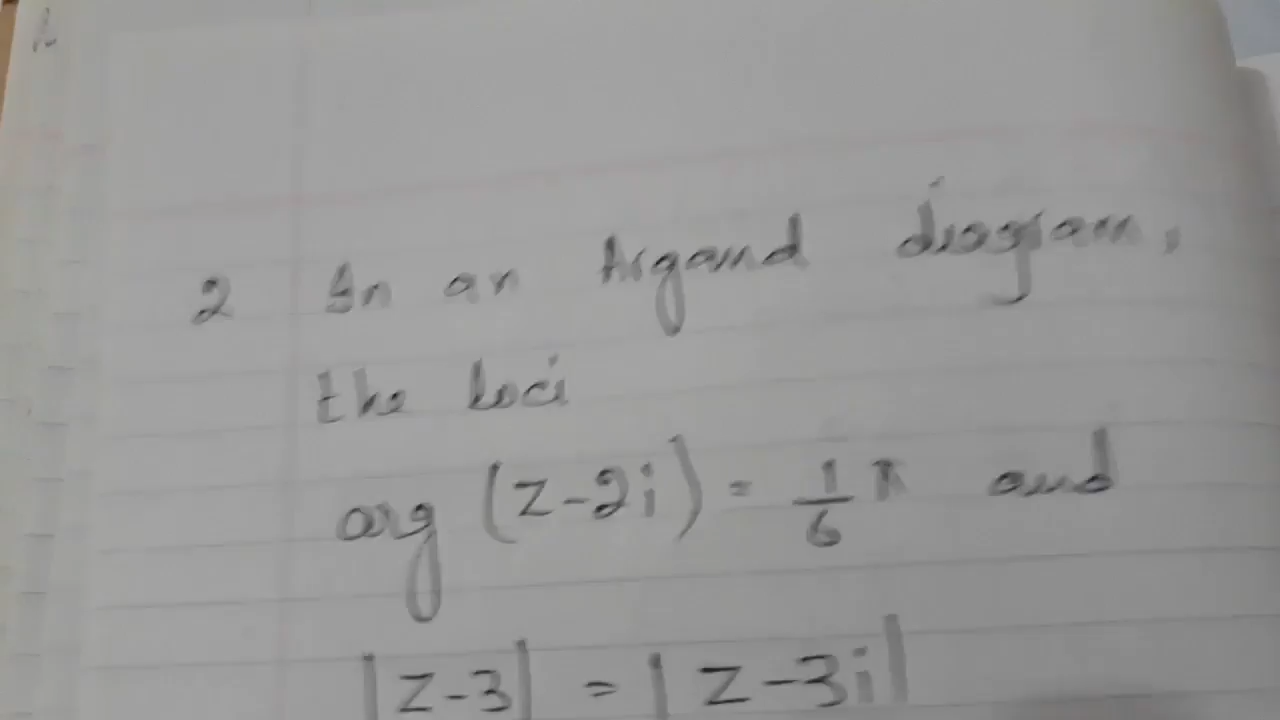 2 In an Argand diagram,
the loci
arg (z-2i) = 1/6 π and
|z-3| = |z-3i|